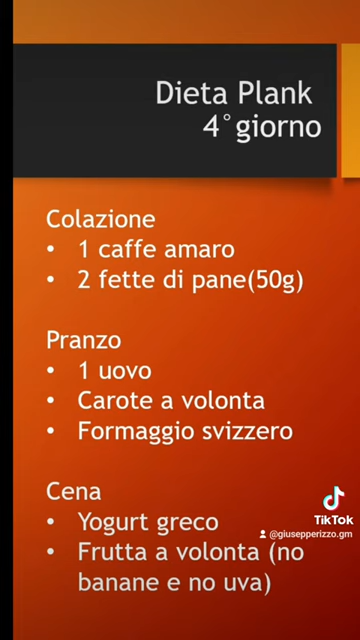 Dieta Plank
4°giorno
Colazione
• 1 caffe amaro
• 2 fette di pane(50g)
Pranzo
• 1 uovo
• Carote a volonta
• Formaggio svizzero
Cena
• Yogurt greco
• Frutta a volonta (no
banane e no uva)
TikTok
@giusepperizzo.gm